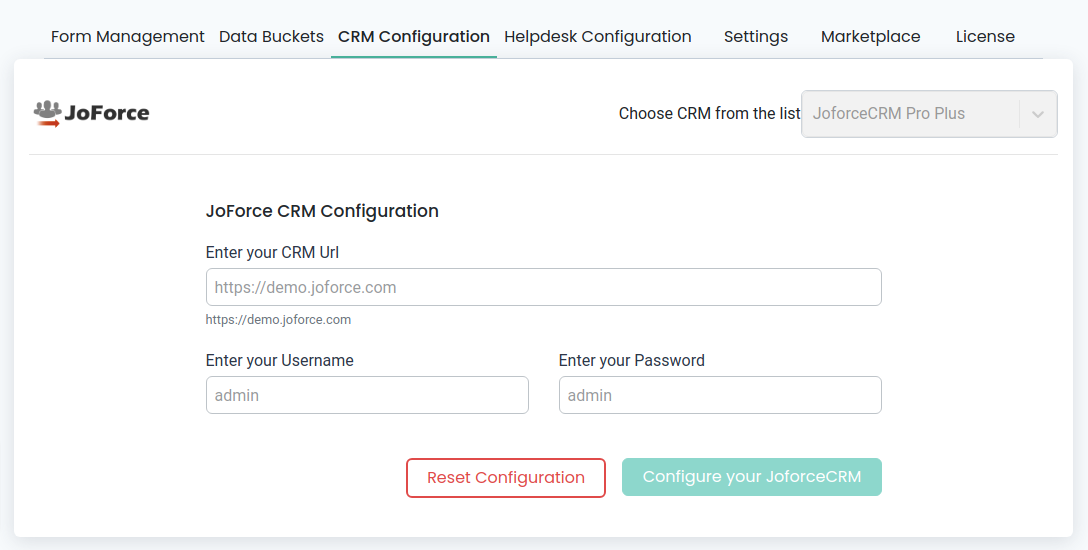 Form Management Data Buckets CRM Configuration Helpdesk Configuration Settings Marketplace License
JoForce
Choose CRM from the list JoforceCRM Pro Plus
JoForce CRM Configuration
Enter your CRM Url
https://demo.joforce.com
https://demo.joforce.com
Enter your Username Enter your Password
admin admin
Reset Configuration Configure your JoforceCRM